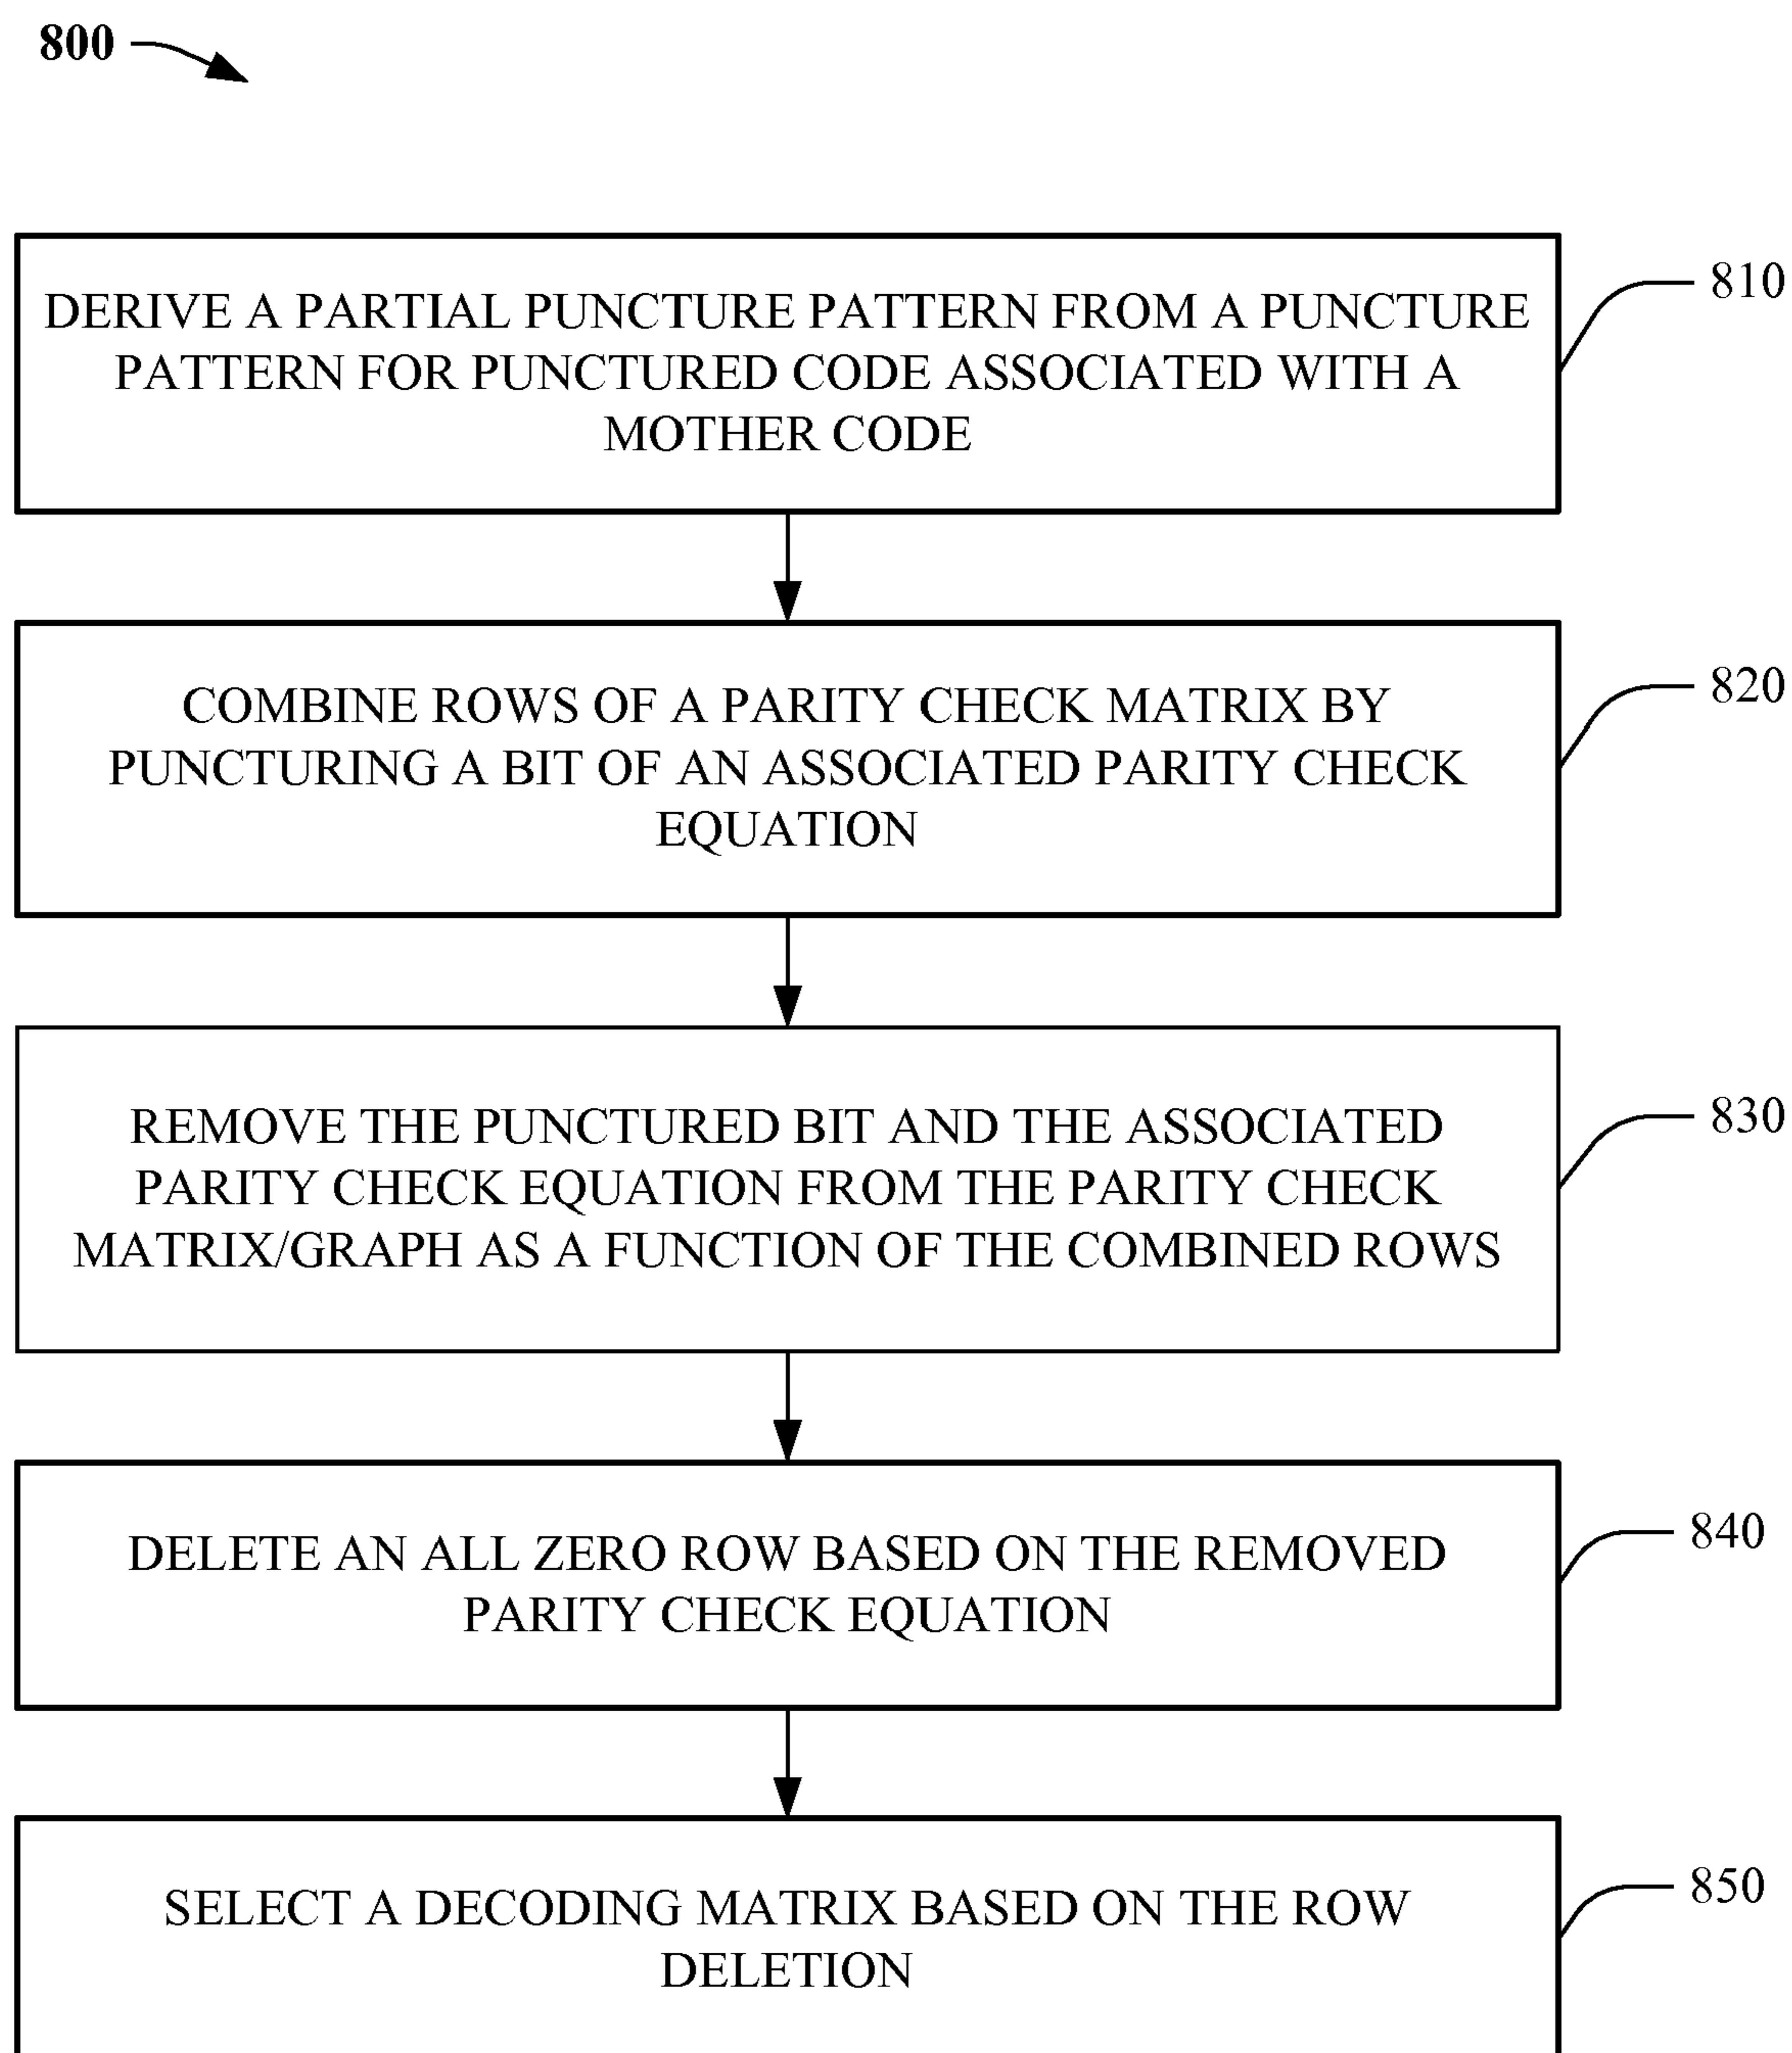 800
DERIVE A PARTIAL PUNCTURE PATTERN FROM A PUNCTURE
PATTERN FOR PUNCTURED CODE ASSOCIATED WITH A
MOTHER CODE
810
COMBINE ROWS OF A PARITY CHECK MATRIX BY
PUNCTURING A BIT OF AN ASSOCIATED PARITY CHECK
EQUATION
820
REMOVE THE PUNCTURED BIT AND THE ASSOCIATED
PARITY CHECK EQUATION FROM THE PARITY CHECK
MATRIX/GRAPH AS A FUNCTION OF THE COMBINED ROWS
830
DELETE AN ALL ZERO ROW BASED ON THE REMOVED
PARITY CHECK EQUATION
840
SELECT A DECODING MATRIX BASED ON THE ROW
DELETION
850